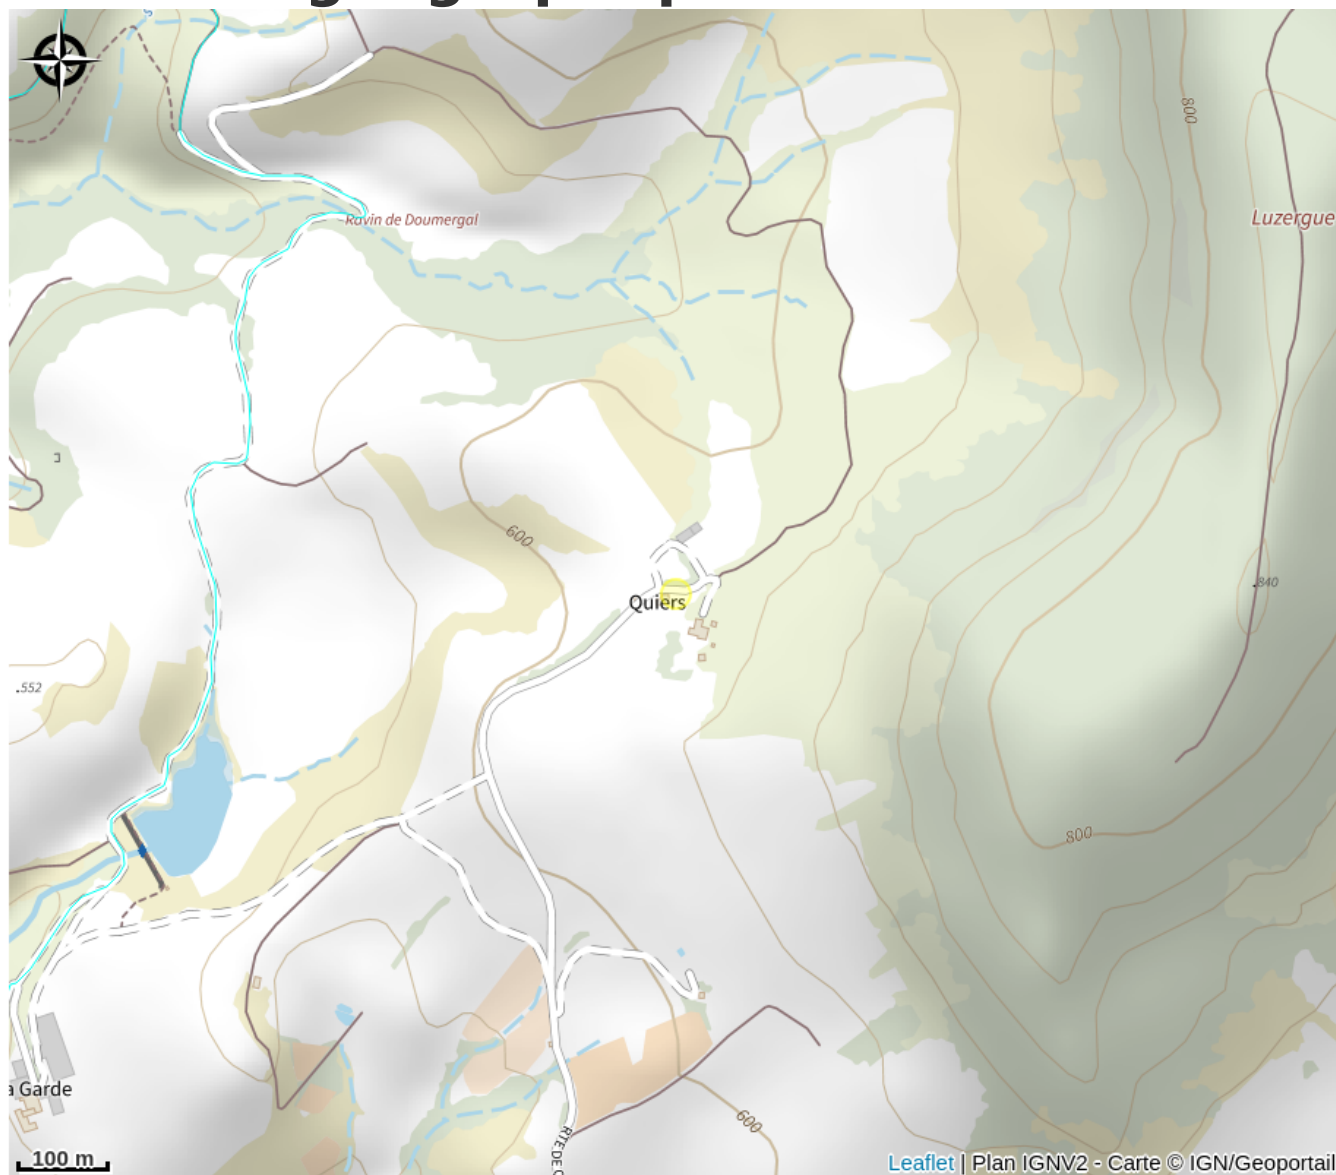 800
Ravin de Doumergal
Luzergue
600
Quiers
840
552
800
a Garde
600
RTE DE C
100 m
Leaflet | Plan IGNV2 - Carte © IGN/Geoportail